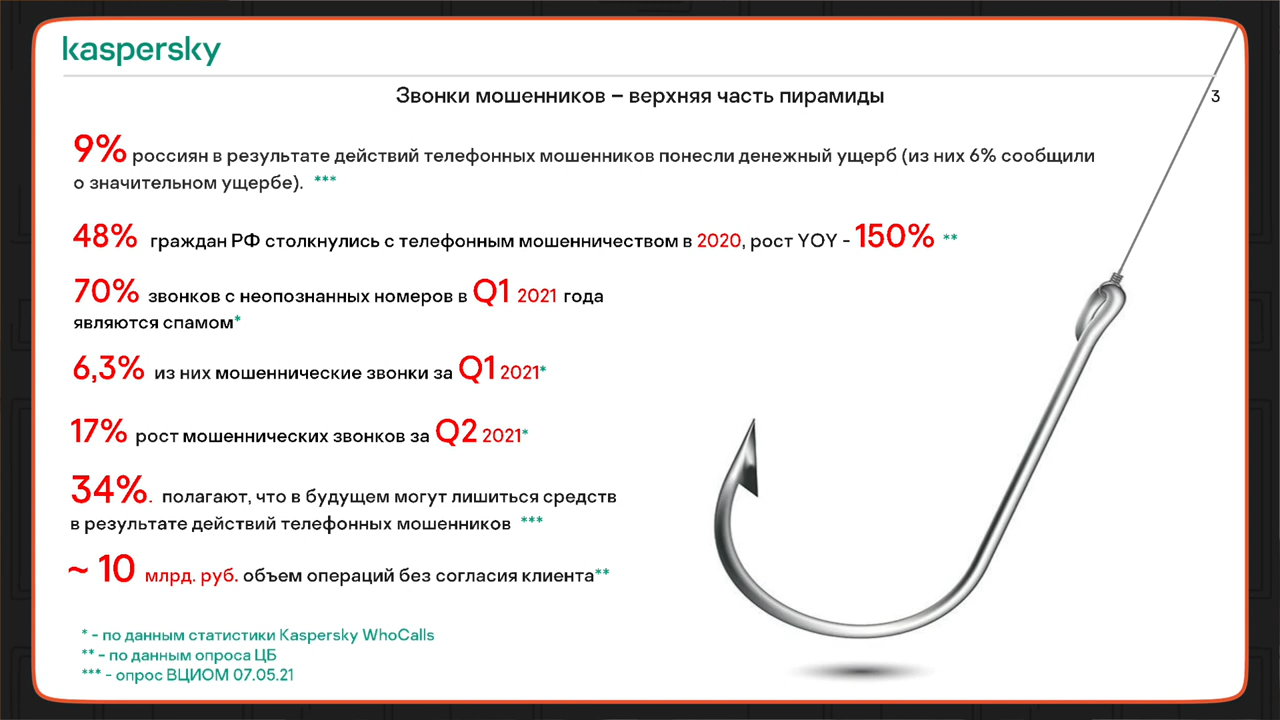 kaspersky
Звонки мошенников – верхняя часть пирамиды
3
9% россиян в результате действий телефонных мошенников понесли денежный ущерб (из них 6% сообщили
о значительном ущербе). ***
48% граждан РФ столкнулись с телефонным мошенничеством в 2020, рост YOY - 150% **
70% звонков с неопознанных номеров в Q1 2021 года
являются спамом*
6,3% из них мошеннические звонки за Q1 2021*
17% рост мошеннических звонков за Q2 2021*
34%. полагают, что в будущем могут лишиться средств
в результате действий телефонных мошенников ***
~ 10 млрд. руб. объем операций без согласия клиента**
* - по данным статистики Kaspersky WhoCalls
** - по данным опроса ЦБ
*** - опрос ВЦИОМ 07.05.21